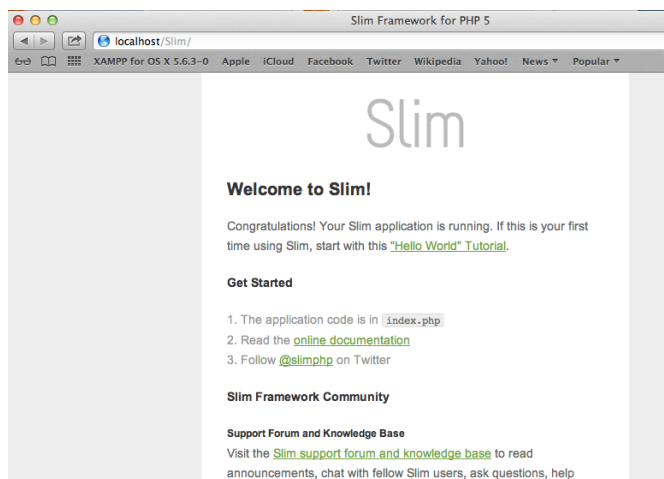 Slim Framework for PHP 5
localhost/Slim/
XAMPP for OS X 5.6.3-0 Apple iCloud Facebook Twitter Wikipedia Yahoo! News Popular
Slim
Welcome to Slim!
Congratulations! Your Slim application is running. If this is your first
time using Slim, start with this "Hello World" Tutorial.
Get Started
1. The application code is in index.php
2. Read the online documentation
3. Follow @slimphp on Twitter
Slim Framework Community
Support Forum and Knowledge Base
Visit the Slim support forum and knowledge base to read
announcements, chat with fellow Slim users, ask questions, help